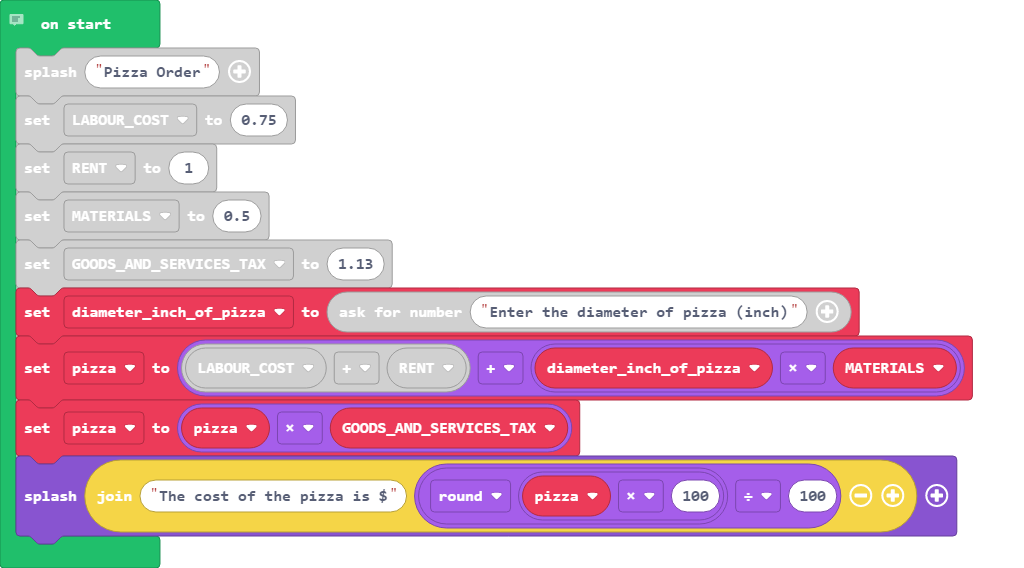 on start
splash "Pizza Order"
set LABOUR_COST to 0.75
set RENT to 1
set MATERIALS to 0.5
set GOODS_AND_SERVICES_TAX to 1.13
set diameter_inch_of_pizza to ask for number "Enter the diameter of pizza (inch)"
set pizza to LABOUR_COST + RENT + diameter_inch_of_pizza × MATERIALS
set pizza to pizza × GOODS_AND_SERVICES_TAX
splash join "The cost of the pizza is $" round pizza × 100 ÷ 100